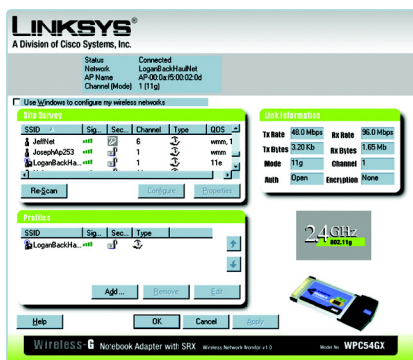 LINKSYS®
A Division of Cisco Systems, Inc.
Status Connected
Network LoganBackHaulNet
AP Name AP-00:0a:f5:00:02:0d
Channel (Mode) 1 (11g)
Use Windows to configure my wireless networks
Site Survey
SSID Sig... Sec... Channel Type QOS
JeffNet 6 wmm, 1
JosephAp253 1 wmm,
LoganBackHa... 1 11e
Re-Scan Configure Properties
Link Information
Tx Rate 48.0 Mbps Rx Rate 96.0 Mbps
Tx Bytes 3.20 Kb Rx Bytes 1.65 Mb
Mode 11g Channel 1
Auth Open Encryption None
Profiles
SSID Sig... Sec... Type
LoganBackHa...
Add ... Remove Edit
2.4GHz
802.11g
Help OK Cancel Apply
Wireless-G Notebook Adapter with SRX Wireless Network Monitor v1.0 Model No. WPC54GX